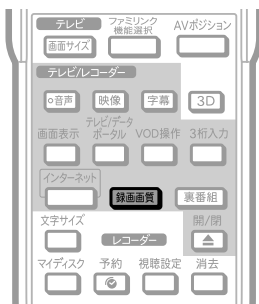 テレビ ファミリンク機能選択 AVポジション
画面サイズ
テレビ/レコーダー
音声 映像 字幕 3D
画面表示 テレビ/データポータル VOD操作 3桁入力
インターネット
録画画質 裏番組
文字サイズ 開/閉
レコーダー
マイディスク 予約 視聴設定 消去